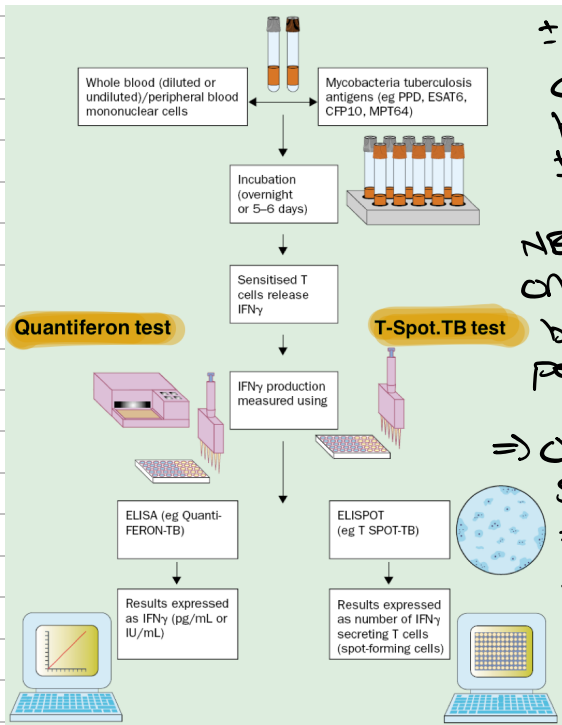 Whole blood (diluted or
undiluted)/peripheral blood
mononuclear cells
Mycobacteria tuberculosis
antigens (eg PPD, ESAT6,
CFP10, MPT64)
Incubation
(overnight
or 5–6 days)
Sensitised T
cells release
IFNγ
Quantiferon test
T-Spot.TB test
IFNγ production
measured using
ELISA (eg Quanti-
FERON-TB)
ELISPOT
(eg T SPOT-TB)
Results expressed
as IFNγ (pg/mL or
IU/mL)
Results expressed
as number of IFNγ
secreting T cells
(spot-forming cells)